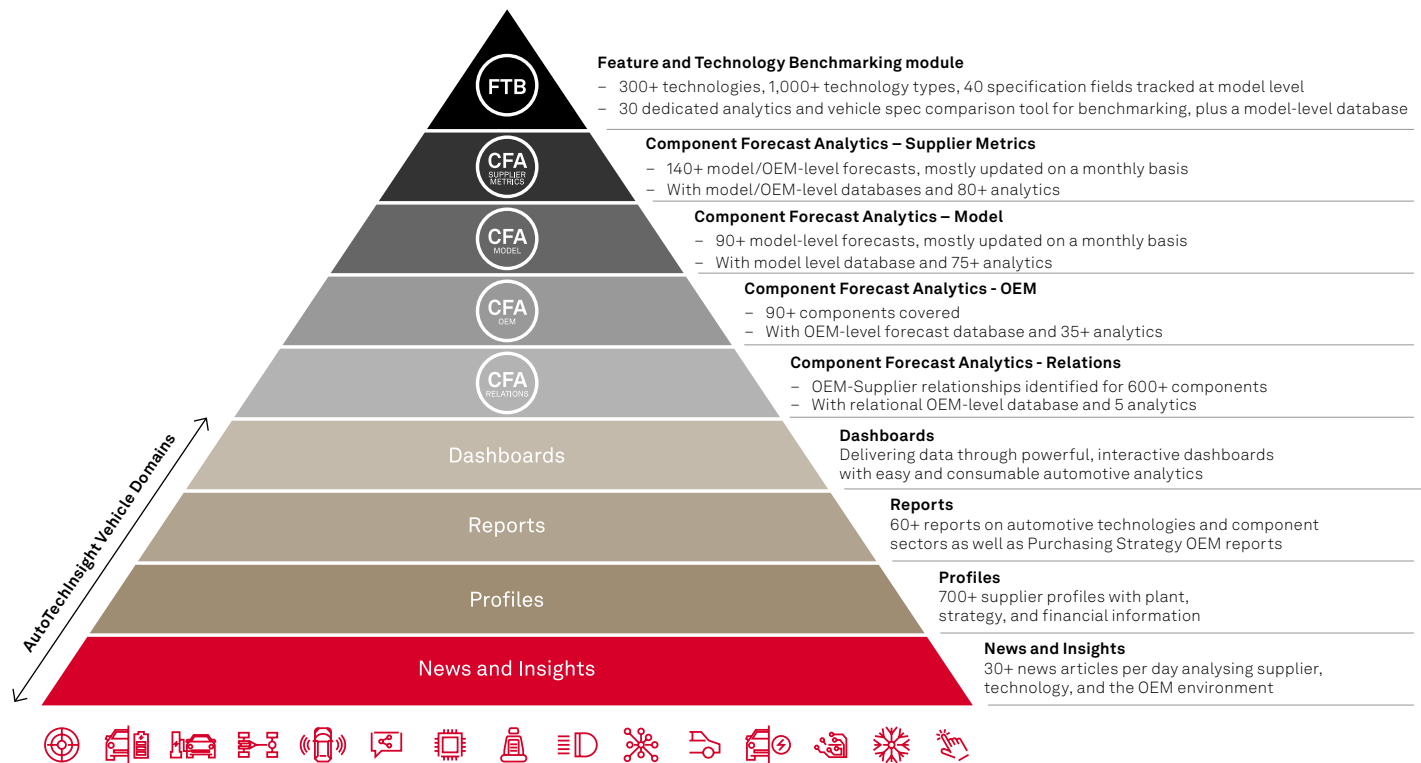 FTB
Feature and Technology Benchmarking module
– 300+ technologies, 1,000+ technology types, 40 specification fields tracked at model level
– 30 dedicated analytics and vehicle spec comparison tool for benchmarking, plus a model-level database
CFA
SUPPLIER
METRICS
Component Forecast Analytics – Supplier Metrics
– 140+ model/OEM-level forecasts, mostly updated on a monthly basis
– With model/OEM-level databases and 80+ analytics
CFA
MODEL
Component Forecast Analytics – Model
– 90+ model-level forecasts, mostly updated on a monthly basis
– With model level database and 75+ analytics
CFA
OEM
Component Forecast Analytics - OEM
– 90+ components covered
– With OEM-level forecast database and 35+ analytics
CFA
RELATIONS
Component Forecast Analytics - Relations
– OEM-Supplier relationships identified for 600+ components
– With relational OEM-level database and 5 analytics
AutoTechInsight Vehicle Domains
Dashboards
Dashboards
Delivering data through powerful, interactive dashboards
with easy and consumable automotive analytics
Reports
Reports
60+ reports on automotive technologies and component
sectors as well as Purchasing Strategy OEM reports
Profiles
Profiles
700+ supplier profiles with plant,
strategy, and financial information
News and Insights
News and Insights
30+ news articles per day analysing supplier,
technology, and the OEM environment